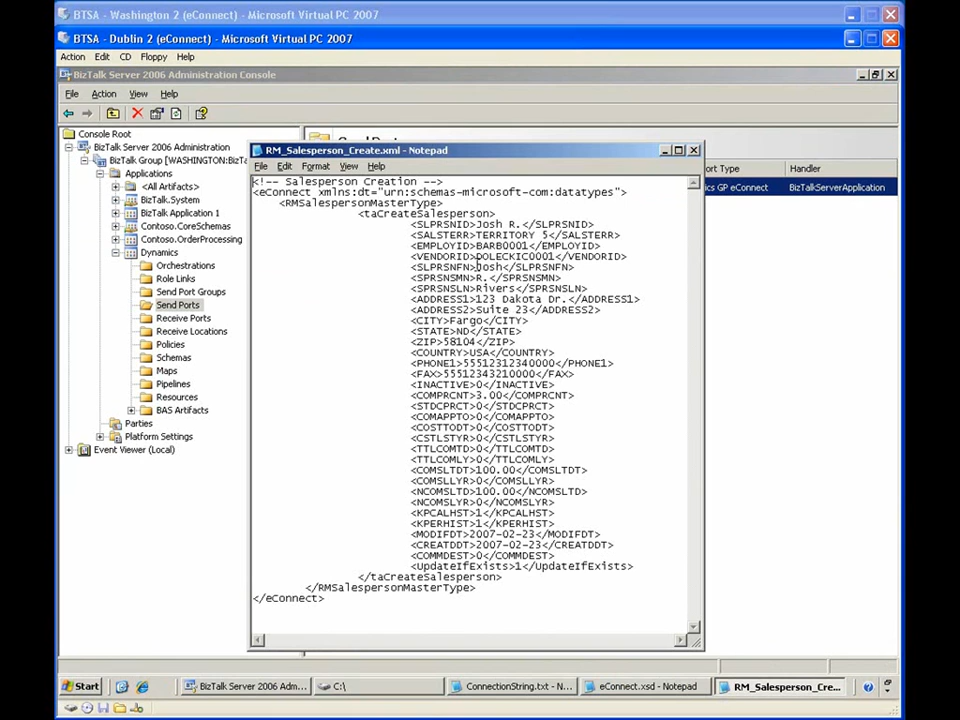 BTSA - Washington 2 (eConnect) - Microsoft Virtual PC 2007
BTSA - Dublin 2 (eConnect) - Microsoft Virtual PC 2007
Action Edit CD Floppy Help
BizTalk Server 2006 Administration Console
File Action View Help
Console Root
BizTalk Server 2006 Administration
BizTalk Group [WASHINGTON:BizTa
Applications
<All Artifacts>
BizTalk.System
BizTalk Application 1
Contoso.CoreSchemas
Contoso.OrderProcessing
Dynamics
Orchestrations
Role Links
Send Port Groups
Send Ports
Receive Ports
Receive Locations
Policies
Schemas
Maps
Pipelines
Resources
BAS Artifacts
Parties
Platform Settings
Event Viewer (Local)
ort Type Handler
ics GP eConnect BizTalkServerApplication
RM_Salesperson_Create.xml - Notepad
File Edit Format View Help
<!-- Salesperson Creation -->
<eConnect xmlns:dt="urn:schemas-microsoft-com:datatypes">
<RMSalespersonMasterType>
<taCreateSalesperson>
<SLPRSNID>Josh R.</SLPRSNID>
<SALSTERR>TERRITORY 5</SALSTERR>
<EMPLOYID>BARB0001</EMPLOYID>
<VENDORID>DOLECKIC0001</VENDORID>
<SLPRSNFN>Josh</SLPRSNFN>
<SPRSNSMN>R.</SPRSNSMN>
<SPRSNSLN>Rivers</SPRSNSLN>
<ADDRESS1>123 Dakota Dr.</ADDRESS1>
<ADDRESS2>Suite 23</ADDRESS2>
<CITY>Fargo</CITY>
<STATE>ND</STATE>
<ZIP>58104</ZIP>
<COUNTRY>USA</COUNTRY>
<PHONE1>55512312340000</PHONE1>
<FAX>55512343210000</FAX>
<INACTIVE>0</INACTIVE>
<COMPRCNT>3.00</COMPRCNT>
<STDCPRCT>0</STDCPRCT>
<COMAPPTO>0</COMAPPTO>
<COSTTODT>0</COSTTODT>
<CSTLSTYR>0</CSTLSTYR>
<TTLCOMTD>0</TTLCOMTD>
<TTLCOMLY>0</TTLCOMLY>
<COMSLTDT>100.00</COMSLTDT>
<COMSLLYR>0</COMSLLYR>
<NCOMSLTD>100.00</NCOMSLTD>
<NCOMSLYR>0</NCOMSLYR>
<KPCALHST>1</KPCALHST>
<KPERHIST>1</KPERHIST>
<MODIFDT>2007-02-23</MODIFDT>
<CREATDDT>2007-02-23</CREATDDT>
<COMMDEST>0</COMMDEST>
<UpdateIfExists>1</UpdateIfExists>
</taCreateSalesperson>
</RMSalespersonMasterType>
</eConnect>
Start BizTalk Server 2006 Adm... C:\ ConnectionString.txt - N... eConnect.xsd - Notepad RM_Salesperson_Cre...